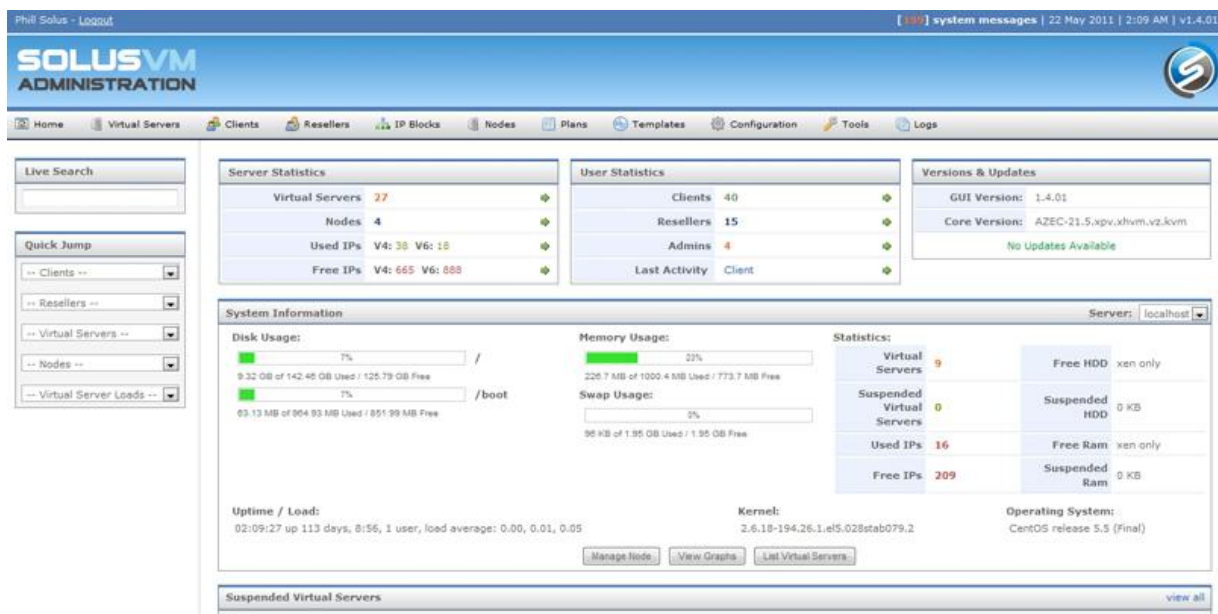 Phill Solus - Logout
[199] system messages | 22 May 2011 | 2:09 AM | v1.4.01
SOLUSVM
ADMINISTRATION
Home Virtual Servers Clients Resellers IP Blocks Nodes Plans Templates Configuration Tools Logs
Live Search
Quick Jump
-- Clients --
-- Resellers --
-- Virtual Servers --
-- Nodes --
-- Virtual Server Loads --
Server Statistics
Virtual Servers 27
Nodes 4
Used IPs V4: 38 V6: 18
Free IPs V4: 665 V6: 888
User Statistics
Clients 40
Resellers 15
Admins 4
Last Activity Client
Versions & Updates
GUI Version: 1.4.01
Core Version: AZEC-21.5.xpv.xhvm.vz.kvm
No Updates Available
System Information
Server: localhost
Disk Usage:
7% /
9.32 GB of 142.46 GB Used / 125.79 GB Free
7% /boot
63.13 MB of 964.93 MB Used / 851.99 MB Free
Memory Usage:
23%
226.7 MB of 1000.4 MB Used / 773.7 MB Free
Swap Usage:
0%
96 KB of 1.95 GB Used / 1.95 GB Free
Statistics:
Virtual
Servers 9
Free HDD xen only
Suspended
Virtual
Servers 0
Suspended
HDD 0 KB
Used IPs 16
Free Ram xen only
Free IPs 209
Suspended
Ram 0 KB
Uptime / Load:
02:09:27 up 113 days, 8:56, 1 user, load average: 0.00, 0.01, 0.05
Kernel:
2.6.18-194.26.1.el5.028stab079.2
Operating System:
CentOS release 5.5 (Final)
Manage Node View Graphs List Virtual Servers
Suspended Virtual Servers
view all